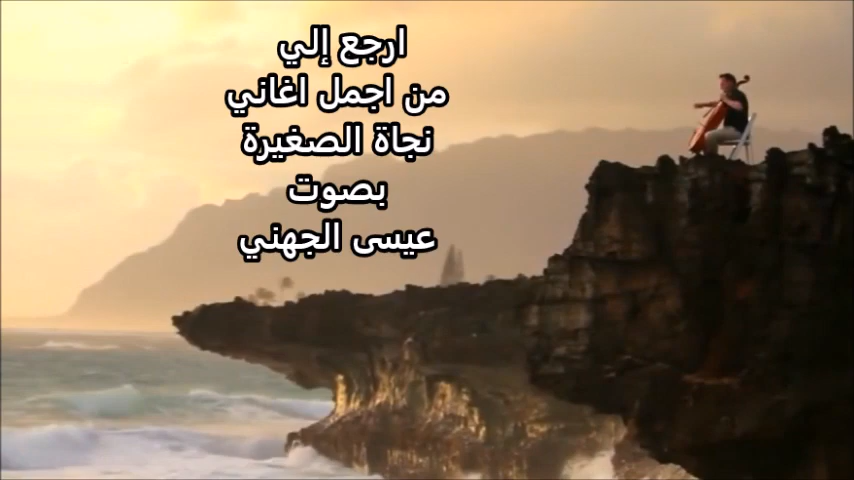 ارجع إلي
من اجمل اغاني
نجاة الصغيرة
بصوت
عيسى الجهني